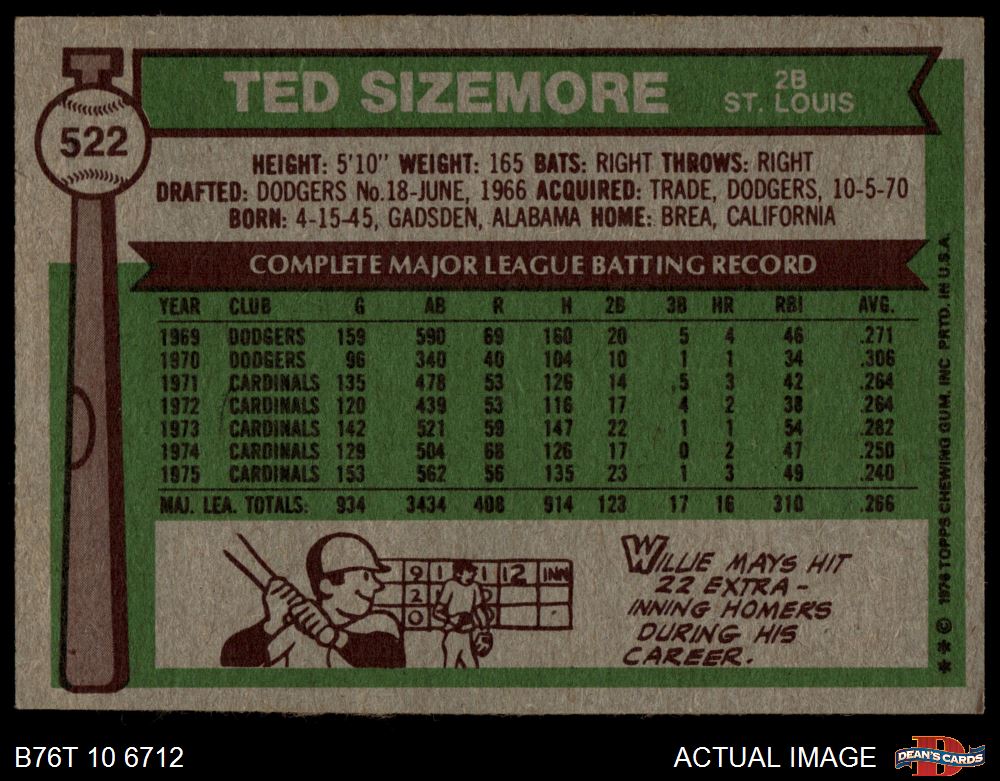 522
TED SIZEMORE
2B
ST. LOUIS
HEIGHT: 5'10" WEIGHT: 165 BATS: RIGHT THROWS: RIGHT
DRAFTED: DODGERS No.18-JUNE, 1966 ACQUIRED: TRADE, DODGERS, 10-5-70
BORN: 4-15-45, GADSDEN, ALABAMA HOME: BREA, CALIFORNIA
COMPLETE MAJOR LEAGUE BATTING RECORD
YEAR CLUB G AB R H 2B 3B HR RBI AVG.
1969 DODGERS 159 590 69 160 20 5 4 46 .271
1970 DODGERS 96 340 40 104 10 1 1 34 .306
1971 CARDINALS 135 478 53 126 14 5 3 42 .264
1972 CARDINALS 120 439 53 116 17 4 2 38 .264
1973 CARDINALS 142 521 59 147 22 1 1 54 .282
1974 CARDINALS 129 504 68 126 17 0 2 47 .250
1975 CARDINALS 153 562 56 135 23 1 3 49 .240
MAJ. LEA. TOTALS: 934 3434 408 914 123 17 16 310 .266
9 1 1 12 INN
2
0
WILLIE MAYS HIT
22 EXTRA-
INNING HOMERS
DURING HIS
CAREER.
** © 1976 TOPPS CHEWING GUM, INC PRTD. IN U.S.A.
B76T 10 6712
ACTUAL IMAGE
D
DEAN'S CARDS